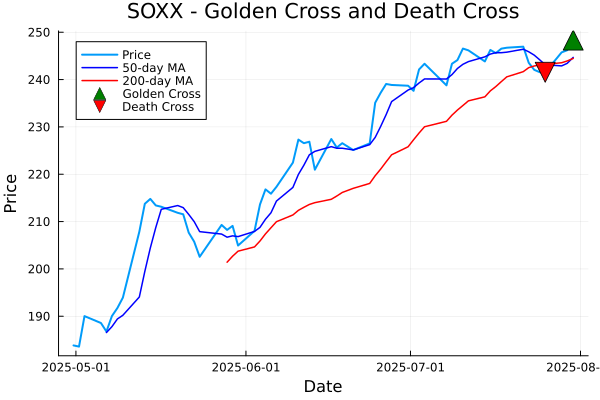 SOXX - Golden Cross and Death Cross
250
240
230
220
210
200
190
Price
Price
50-day MA
200-day MA
Golden Cross
Death Cross
2025-05-01
2025-06-01
2025-07-01
2025-08-
Date